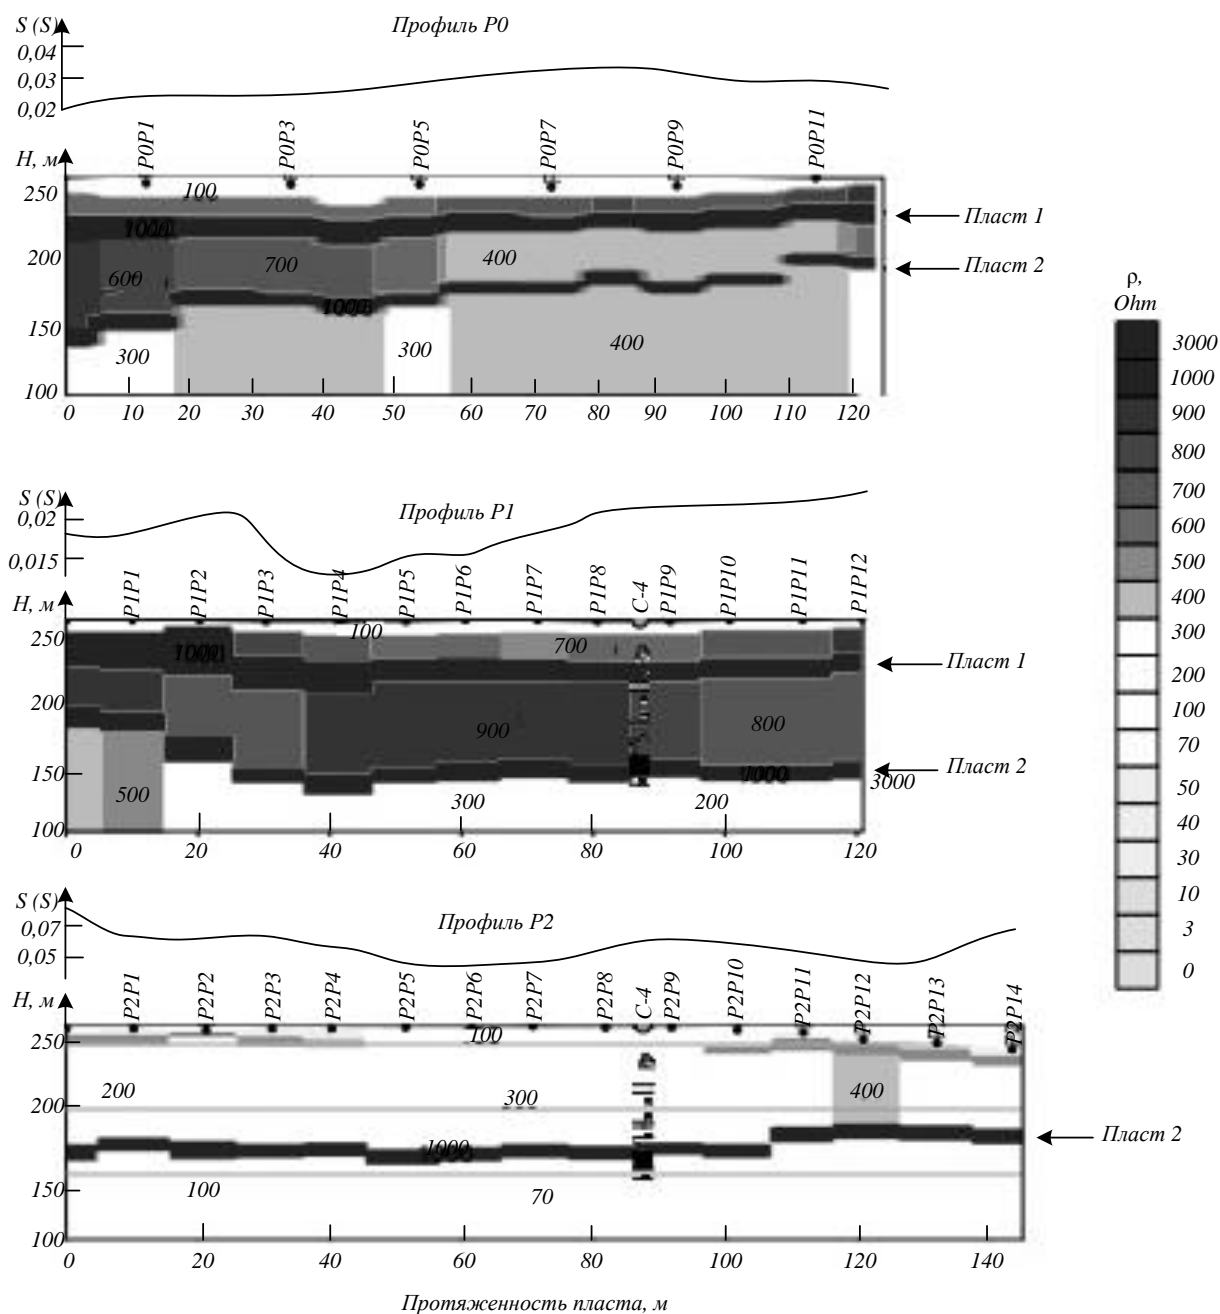 S (S)
Профиль P0
0,04
0,03
0,02
P0P1 P0P3 P0P5 P0P7 P0P9 P0P11
H, м
250
100
Пласт 1
1000
200
600 700 400
Пласт 2
1000
150
300 300 400
100
0 10 20 30 40 50 60 70 80 90 100 110 120
S (S)
Профиль P1
0,02
0,015
P1P1 P1P2 P1P3 P1P4 P1P5 P1P6 P1P7 P1P8 C-4 P1P9 P1P10 P1P11 P1P12
H, м
250
100
700
1000
Пласт 1
200
900 800
150
1000
Пласт 2
3000
500 300 200
100
0 20 40 60 80 100 120
S (S)
Профиль P2
0,07
0,05
P2P1 P2P2 P2P3 P2P4 P2P5 P2P6 P2P7 P2P8 C-4 P2P9 P2P10 P2P11 P2P12 P2P13 P2P14
H, м
250
100
200 300 400
200
1000
Пласт 2
150
100 70
100
0 20 40 60 80 100 120 140
Протяженность пласта, м
ρ,
Ohm
3000
1000
900
800
700
600
500
400
300
200
100
70
50
40
30
10
3
0